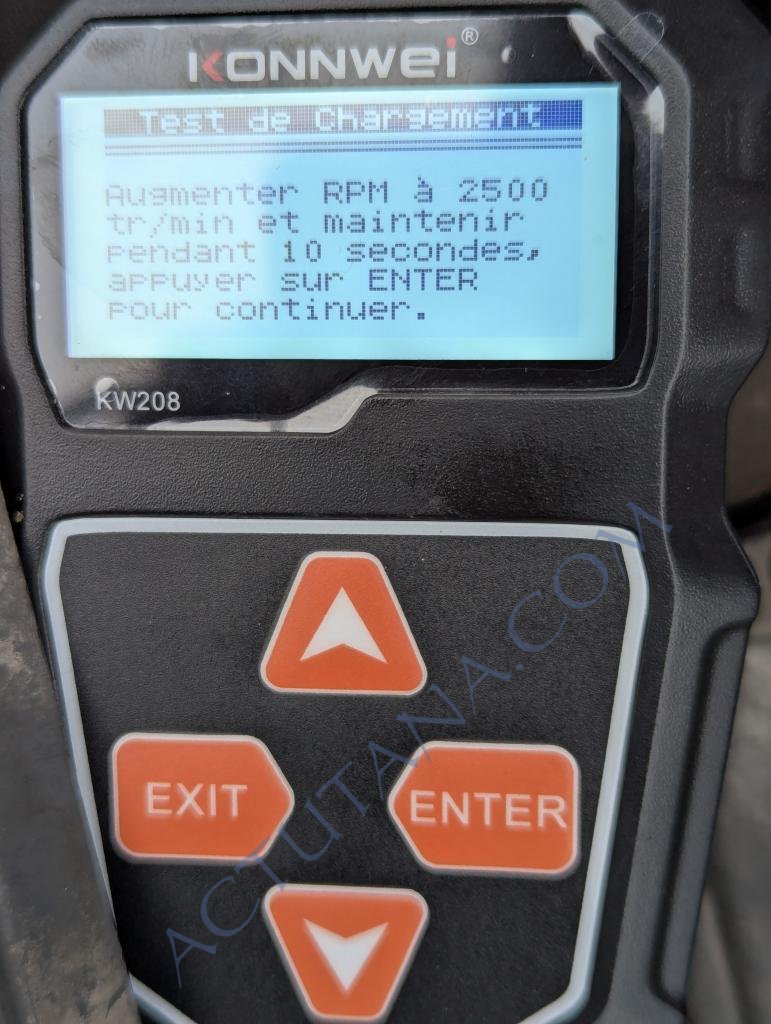 KONNWEI®
Test de Chargement
Augmenter RPM à 2500
tr/min et maintenir
pendant 10 secondes,
appuyer sur ENTER
pour continuer.
KW208
EXIT
ENTER
ACTUTANA.COM